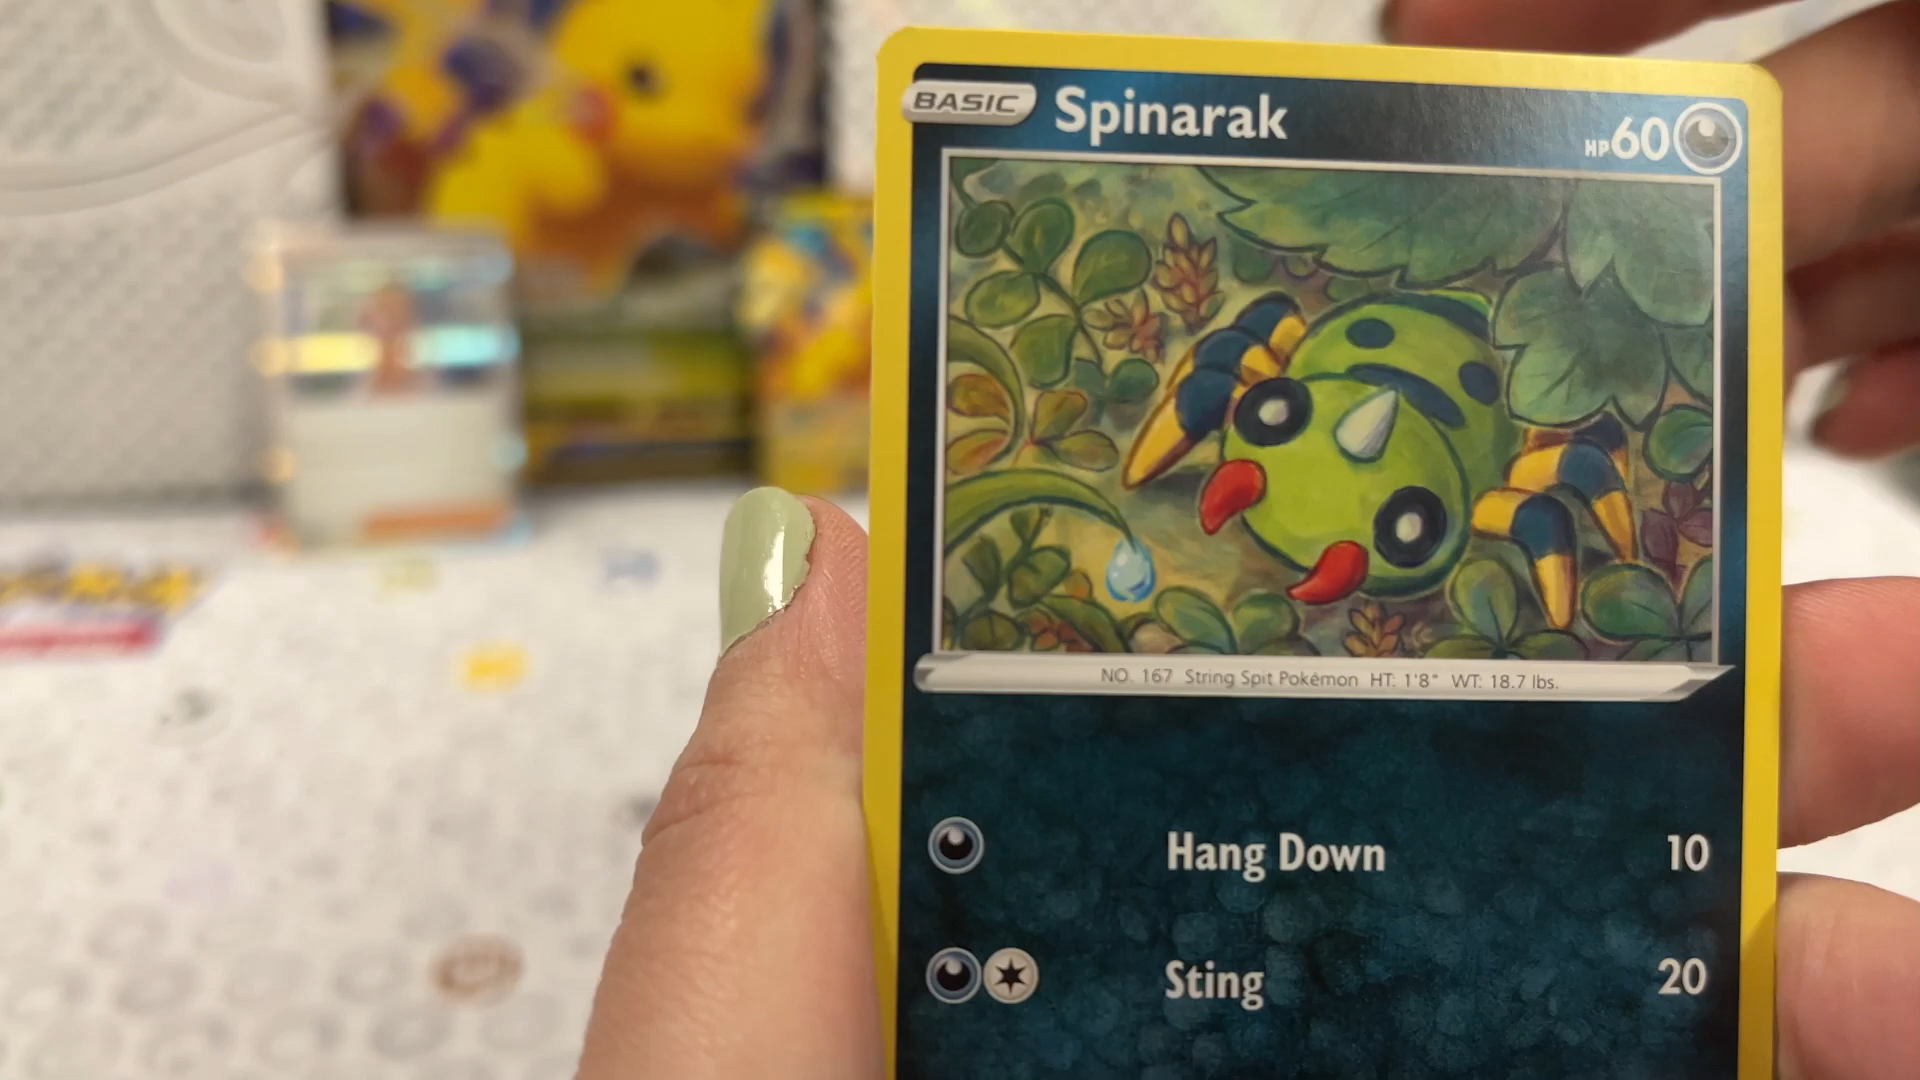 BASIC Spinarak HP60
NO. 167 String Spit Pokémon HT: 1'8" WT: 18.7 lbs.
Hang Down 10
Sting 20